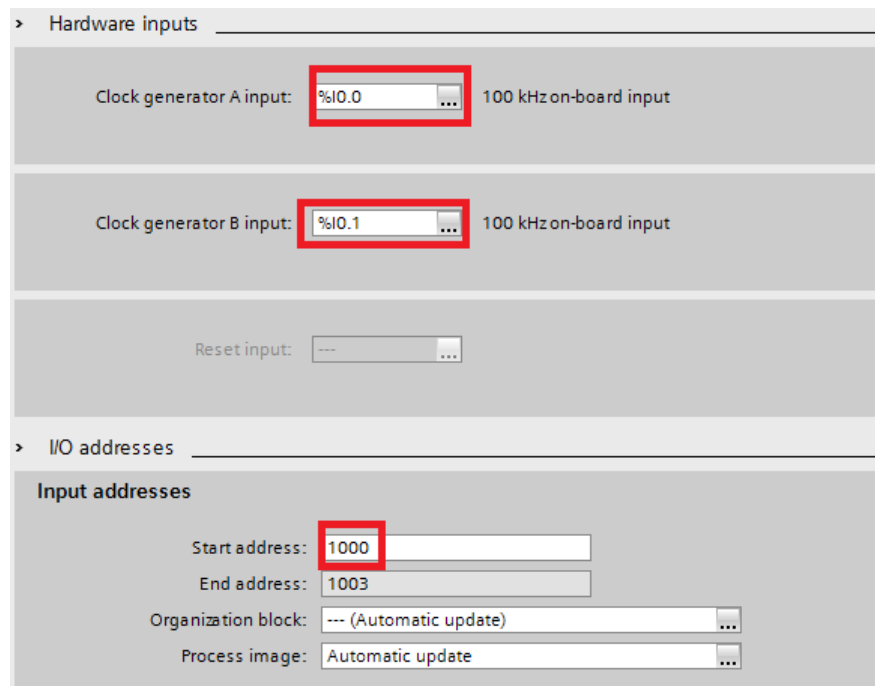 Hardware inputs
Clock generator A input: %I0.0 ... 100 kHz on-board input
Clock generator B input: %I0.1 ... 100 kHz on-board input
Reset input: --- ...
I/O addresses
Input addresses
Start address: 1000
End address: 1003
Organization block: --- (Automatic update) ...
Process image: Automatic update ...